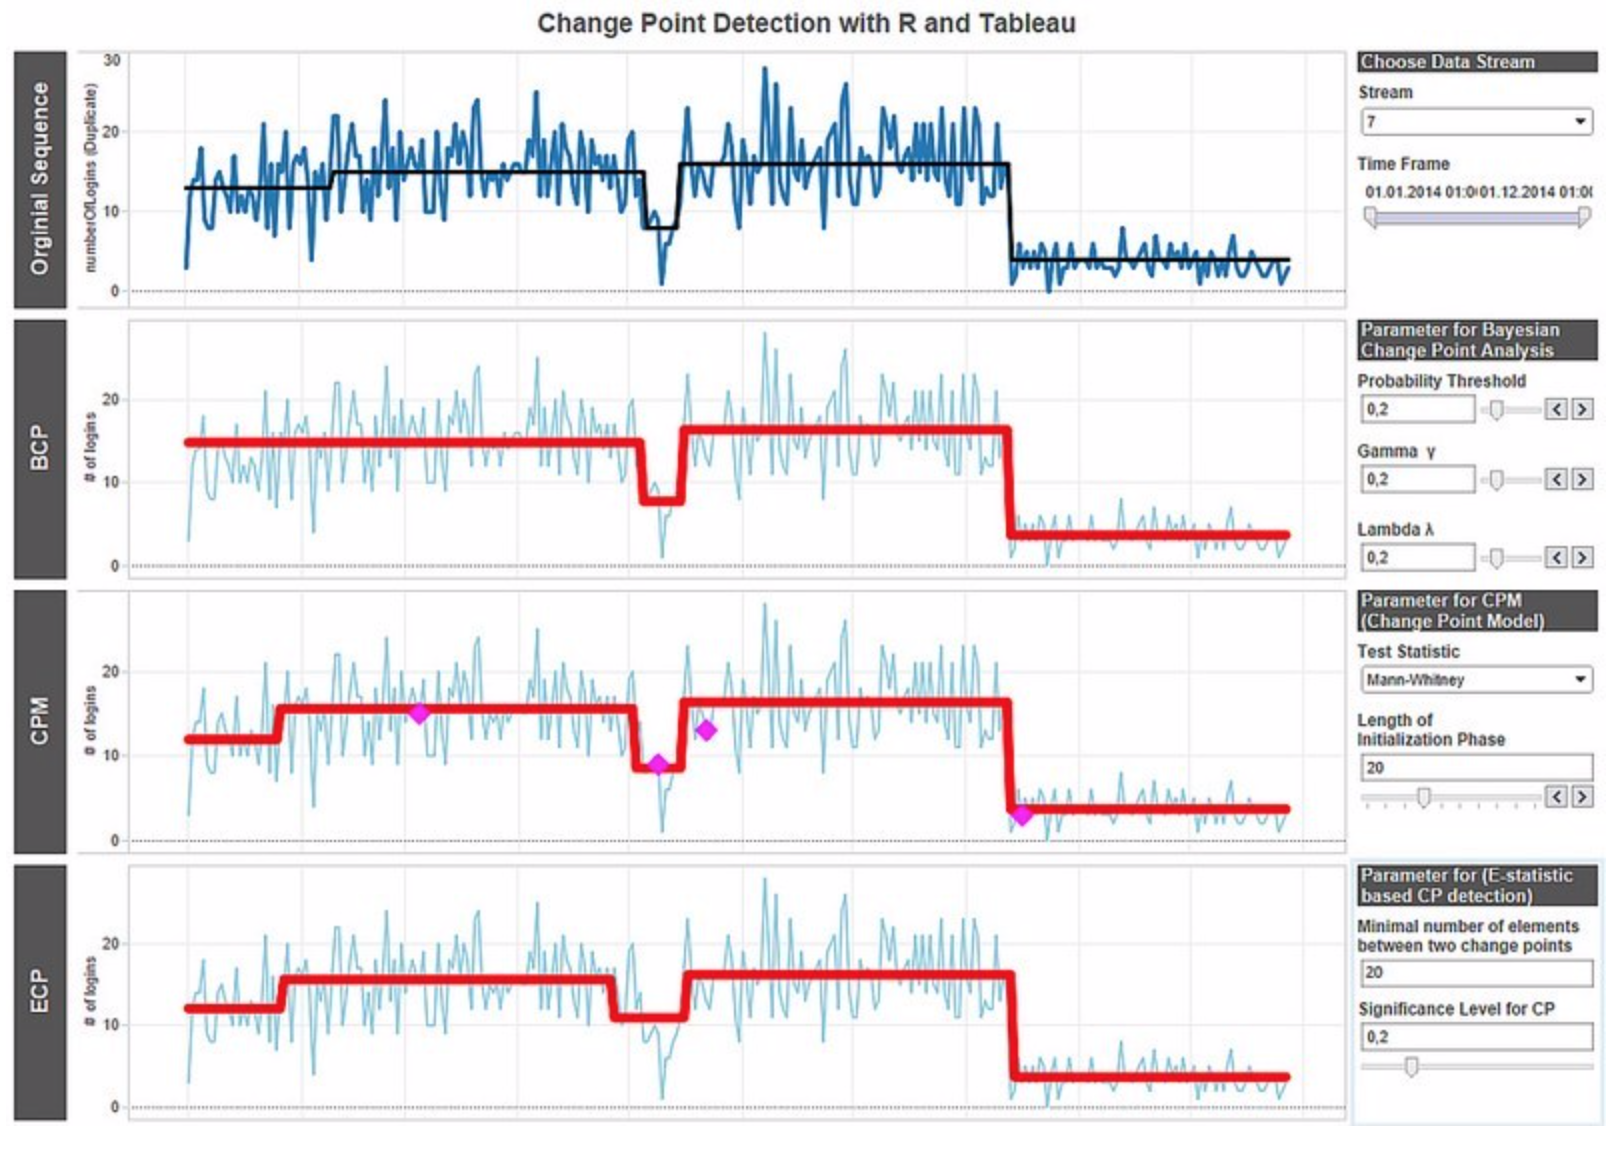 Change Point Detection with R and Tableau
Orginial Sequence
numberOfLogins (Duplicate)
30
20
10
0
Choose Data Stream
Stream
7
Time Frame
01.01.2014 01:0
01.12.2014 01:0
BCP
# of logins
20
10
0
Parameter for Bayesian
Change Point Analysis
Probability Threshold
0,2
Gamma γ
0,2
Lambda λ
0,2
CPM
# of logins
20
10
0
Parameter for CPM
(Change Point Model)
Test Statistic
Mann-Whitney
Length of
Initialization Phase
20
ECP
# of logins
20
10
0
Parameter for (E-statistic
based CP detection)
Minimal number of elements
between two change points
20
Significance Level for CP
0,2